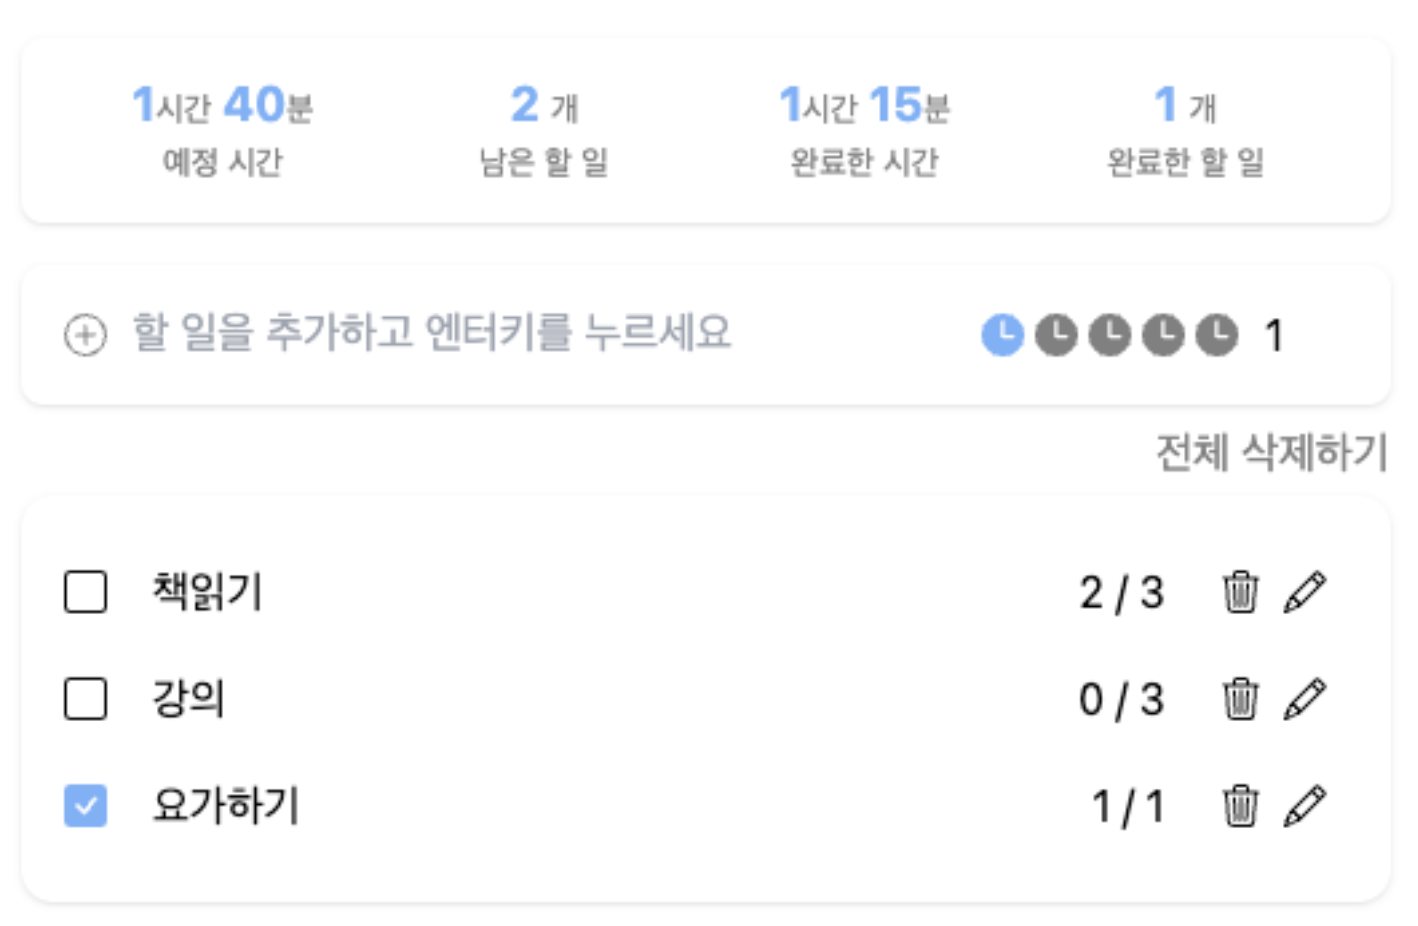 1시간 40분 2 개 1시간 15분 1 개
예정 시간 남은 할 일 완료한 시간 완료한 할 일
할 일을 추가하고 엔터키를 누르세요 1
전체 삭제하기
책읽기 2 / 3
강의 0 / 3
요가하기 1 / 1